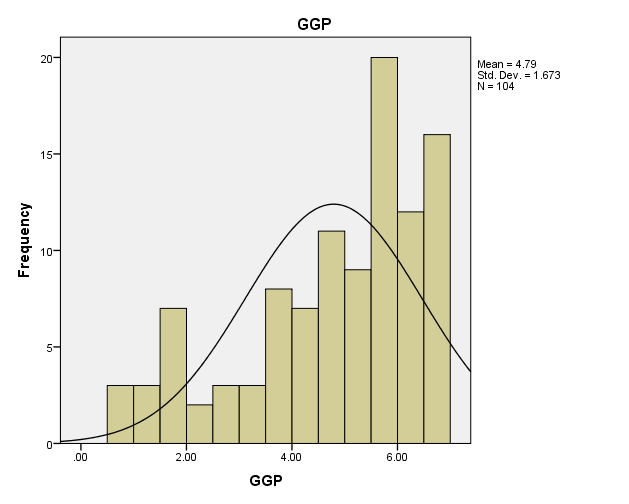 GGP
Mean = 4.79
Std. Dev. = 1.673
N = 104
Frequency
20
15
10
5
0
.00 2.00 4.00 6.00
GGP